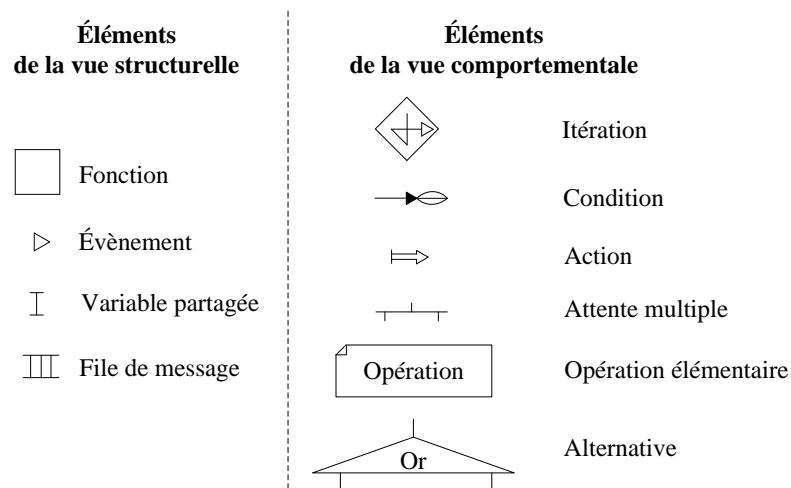 Éléments
de la vue structurelle
Fonction
Évènement
Variable partagée
File de message
Éléments
de la vue comportementale
Itération
Condition
Action
Attente multiple
Opération
Opération élémentaire
Or
Alternative